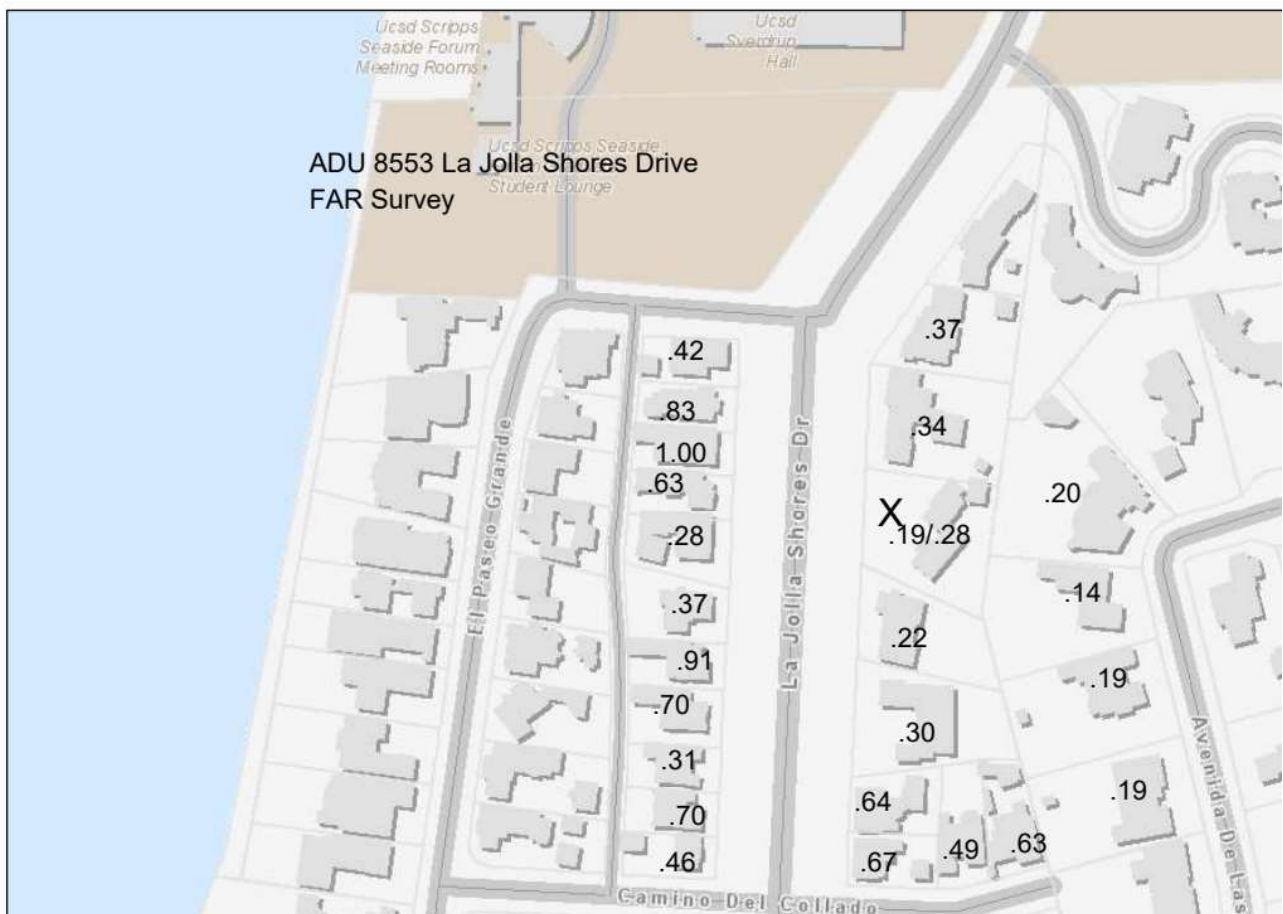 Ucsd Scripps
Seaside Forum
Meeting Rooms
Ucsd
Sverdrup
Hall
Ucsd Scripps Seaside
ADU 8553 La Jolla Shores Drive
Student Lounge
FAR Survey
.37
.42
.34
.83
1.00
.63
.20
X
.19/.28
.28
.14
.37
.22
.91
.19
.70
.30
.31
.19
.64
.70
.49
.63
.67
.46
El Paseo Grande
La Jolla Shores Dr
Avenida De Las
Camino Del Collado